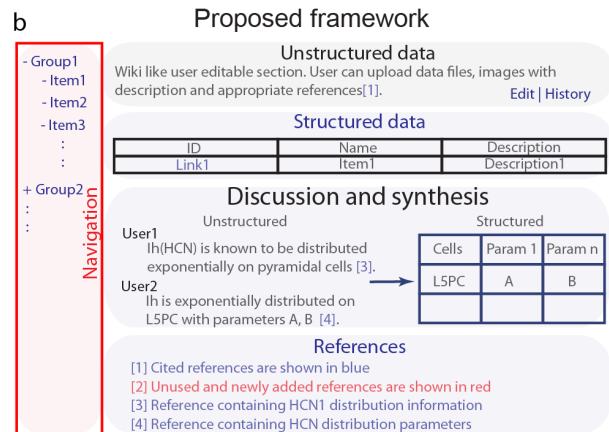 b
Proposed framework
- Group1
- Item1
- Item2
- Item3
:
:
+ Group2
:
:
Navigation
Unstructured data
Wiki like user editable section. User can upload data files, images with
description and appropriate references[1].
Edit | History
Structured data
ID Name Description
Link1 Item1 Description1
Discussion and synthesis
Unstructured
User1
Ih(HCN) is known to be distributed
exponentially on pyramidal cells [3].
User2
Ih is exponentially distributed on
L5PC with parameters A, B [4].
Structured
Cells Param 1 Param n
L5PC A B
References
[1] Cited references are shown in blue
[2] Unused and newly added references are shown in red
[3] Reference containing HCN1 distribution information
[4] Reference containing HCN distribution parameters